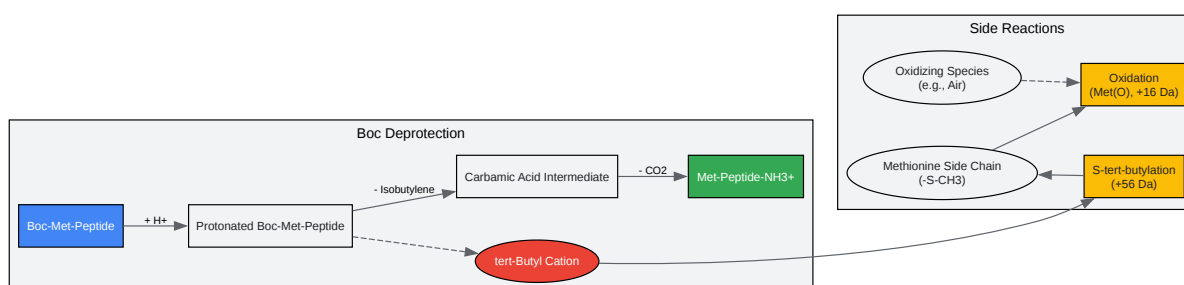 Boc Deprotection
Boc-Met-Peptide
+ H+
Protonated Boc-Met-Peptide
- Isobutylene
Carbamic Acid Intermediate
- CO2
Met-Peptide-NH3+
tert-Butyl Cation
Side Reactions
Oxidizing Species
(e.g., Air)
Oxidation
(Met(O), +16 Da)
Methionine Side Chain
(-S-CH3)
S-tert-butylation
(+56 Da)